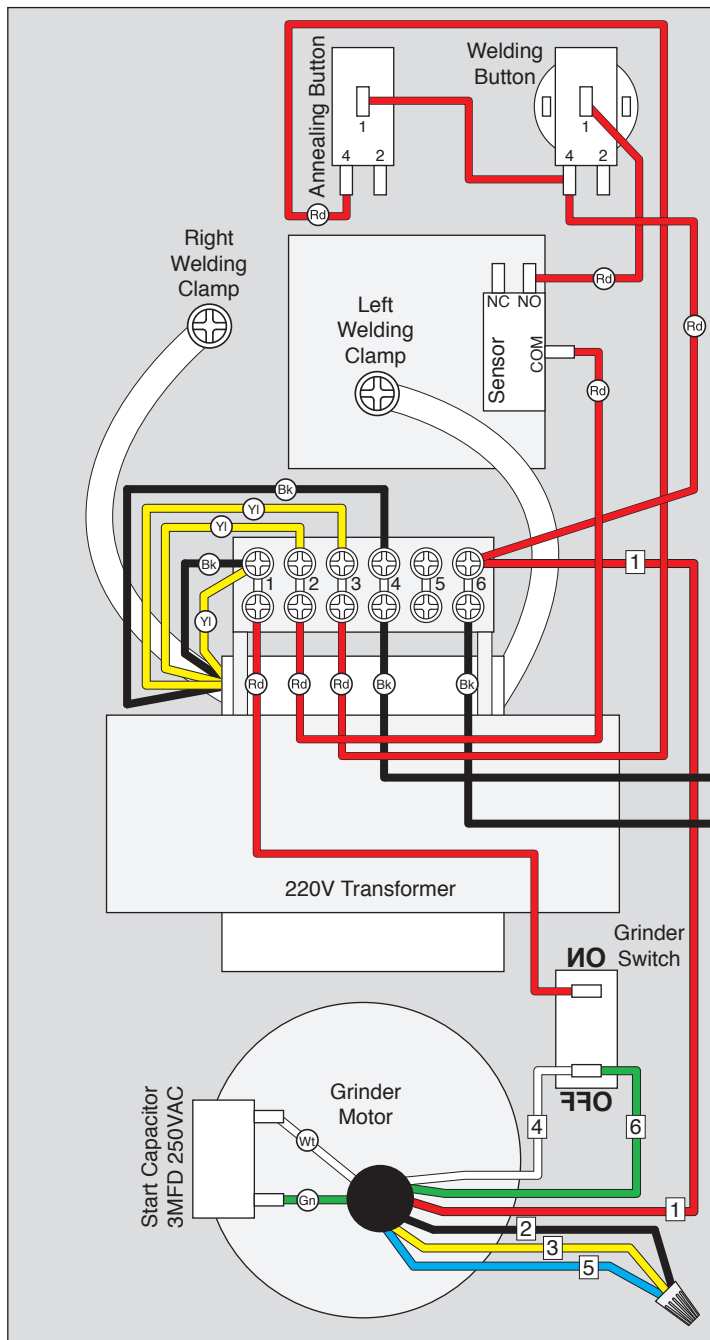 Annealing Button
1
4 2
Welding
Button
1
4 2
Rd
Right
Welding
Clamp
Left
Welding
Clamp
NC NO
COM
Sensor
Rd
Rd
Rd
Bk
Yl
Yl
Bk
Yl
1 2 3 4 5 6
1
Rd Rd Rd Bk Bk
220V Transformer
Grinder
Switch
ON
OFF
Start Capacitor
3MFD 250VAC
Grinder
Motor
Wt
Gn
4
6
1
2
3
5